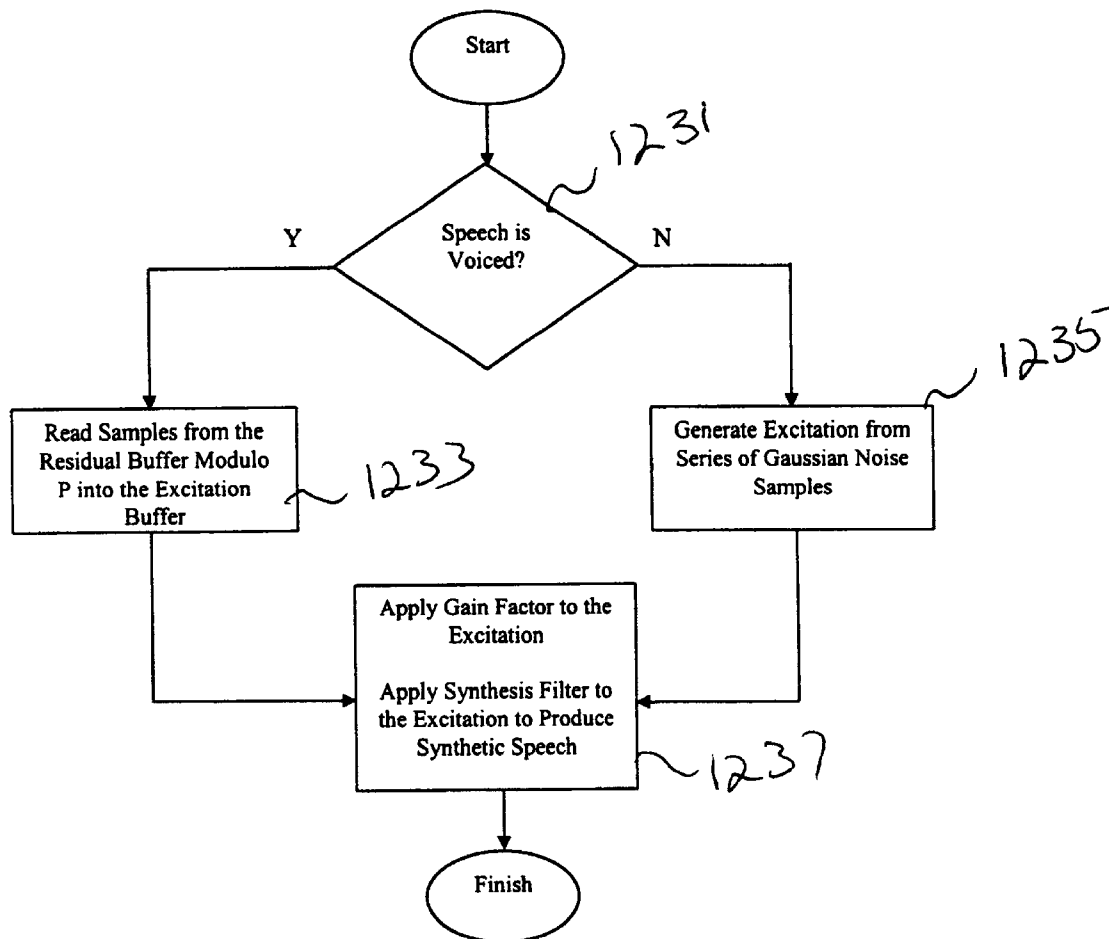 Start
1231
Speech is
Voiced?
Y
N
1235
Read Samples from the
Residual Buffer Modulo
P into the Excitation
Buffer
1233
Generate Excitation from
Series of Gaussian Noise
Samples
Apply Gain Factor to the
Excitation
Apply Synthesis Filter to
the Excitation to Produce
Synthetic Speech
1237
Finish